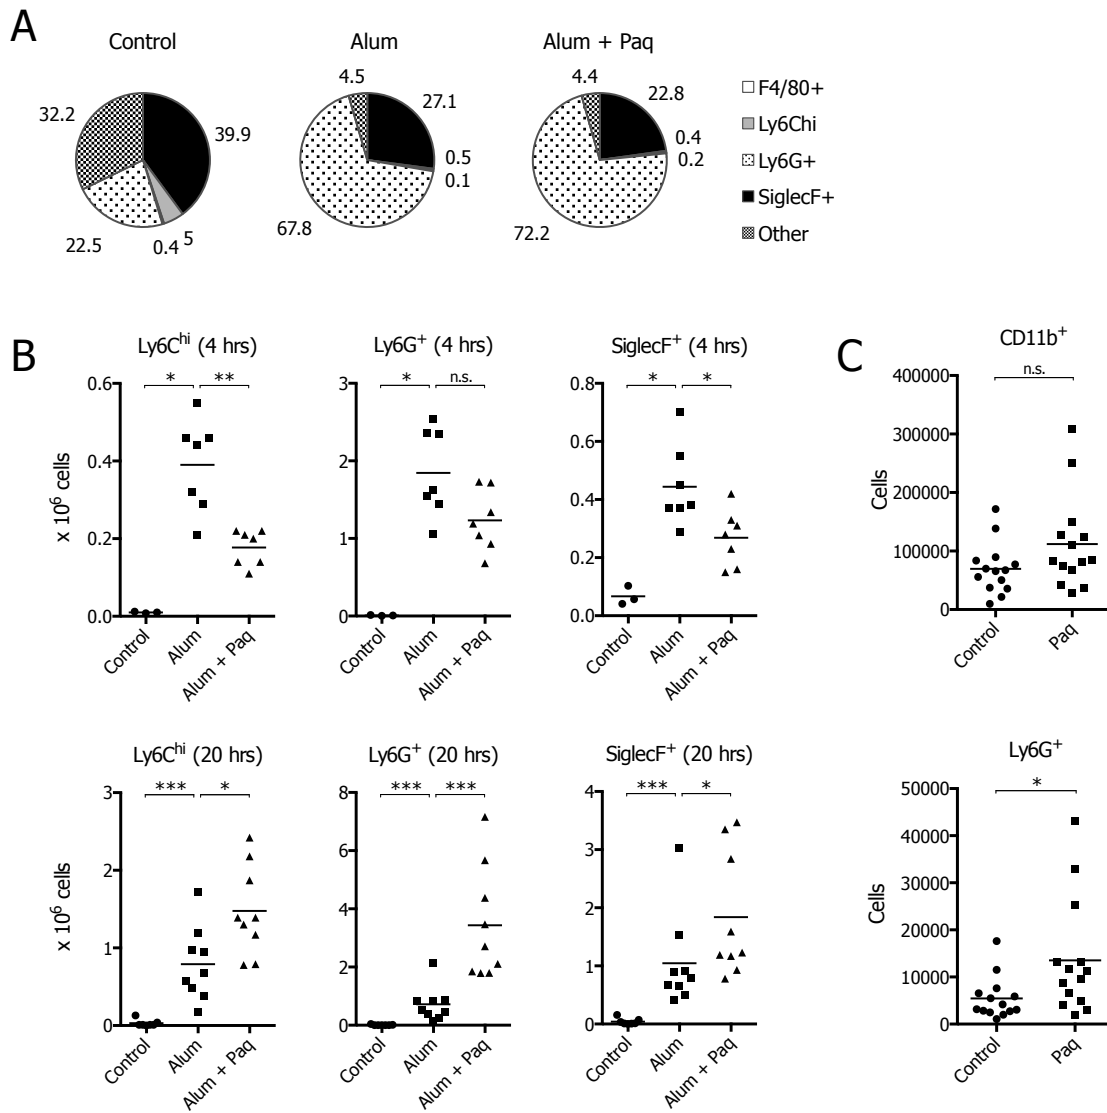 A
Control
Alum
Alum + Paq
32.2
39.9
22.5
0.4
5
4.5
27.1
0.5
0.1
67.8
4.4
22.8
0.4
0.2
72.2
F4/80+
Ly6Chi
Ly6G+
SiglecF+
Other
B
Ly6C^hi (4 hrs)
* **
x 10^6 cells
0.6
0.4
0.2
0.0
Control
Alum
Alum + Paq
Ly6G^+ (4 hrs)
* n.s.
3
2
1
0
Control
Alum
Alum + Paq
SiglecF^+ (4 hrs)
* *
0.8
0.6
0.4
0.2
0.0
Control
Alum
Alum + Paq
Ly6C^hi (20 hrs)
*** *
x 10^6 cells
3
2
1
0
Control
Alum
Alum + Paq
Ly6G^+ (20 hrs)
*** ***
8
6
4
2
0
Control
Alum
Alum + Paq
SiglecF^+ (20 hrs)
*** *
4
3
2
1
0
Control
Alum
Alum + Paq
C
CD11b^+
n.s.
Cells
400000
300000
200000
100000
0
Control
Paq
Ly6G^+
*
Cells
50000
40000
30000
20000
10000
0
Control
Paq